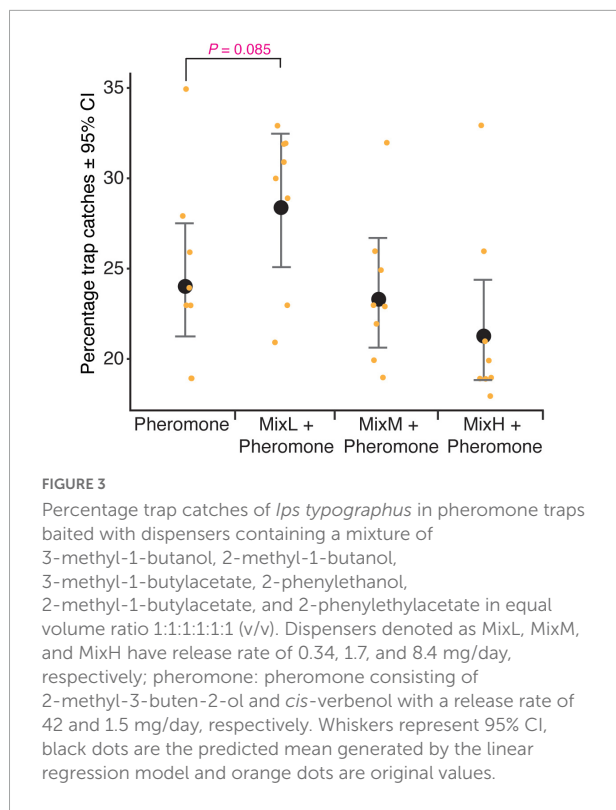 P = 0.085
35
30
25
20
Percentage trap catches ± 95% CI
Pheromone
MixL +
Pheromone
MixM +
Pheromone
MixH +
Pheromone
FIGURE 3
Percentage trap catches of Ips typographus in pheromone traps
baited with dispensers containing a mixture of
3-methyl-1-butanol, 2-methyl-1-butanol,
3-methyl-1-butylacetate, 2-phenylethanol,
2-methyl-1-butylacetate, and 2-phenylethylacetate in equal
volume ratio 1:1:1:1:1:1 (v/v). Dispensers denoted as MixL, MixM,
and MixH have release rate of 0.34, 1.7, and 8.4 mg/day,
respectively; pheromone: pheromone consisting of
2-methyl-3-buten-2-ol and cis-verbenol with a release rate of
42 and 1.5 mg/day, respectively. Whiskers represent 95% CI,
black dots are the predicted mean generated by the linear
regression model and orange dots are original values.